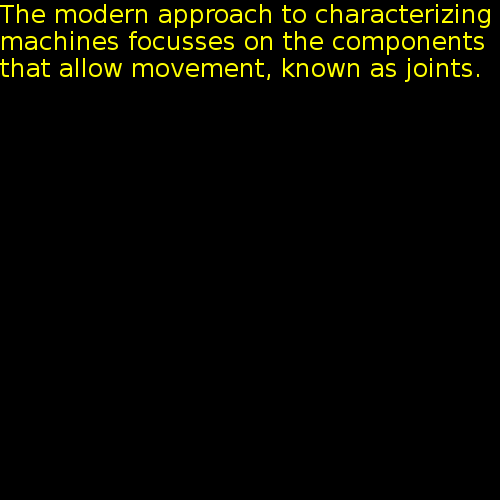 The modern approach to characterizing
machines focusses on the components
that allow movement, known as joints.